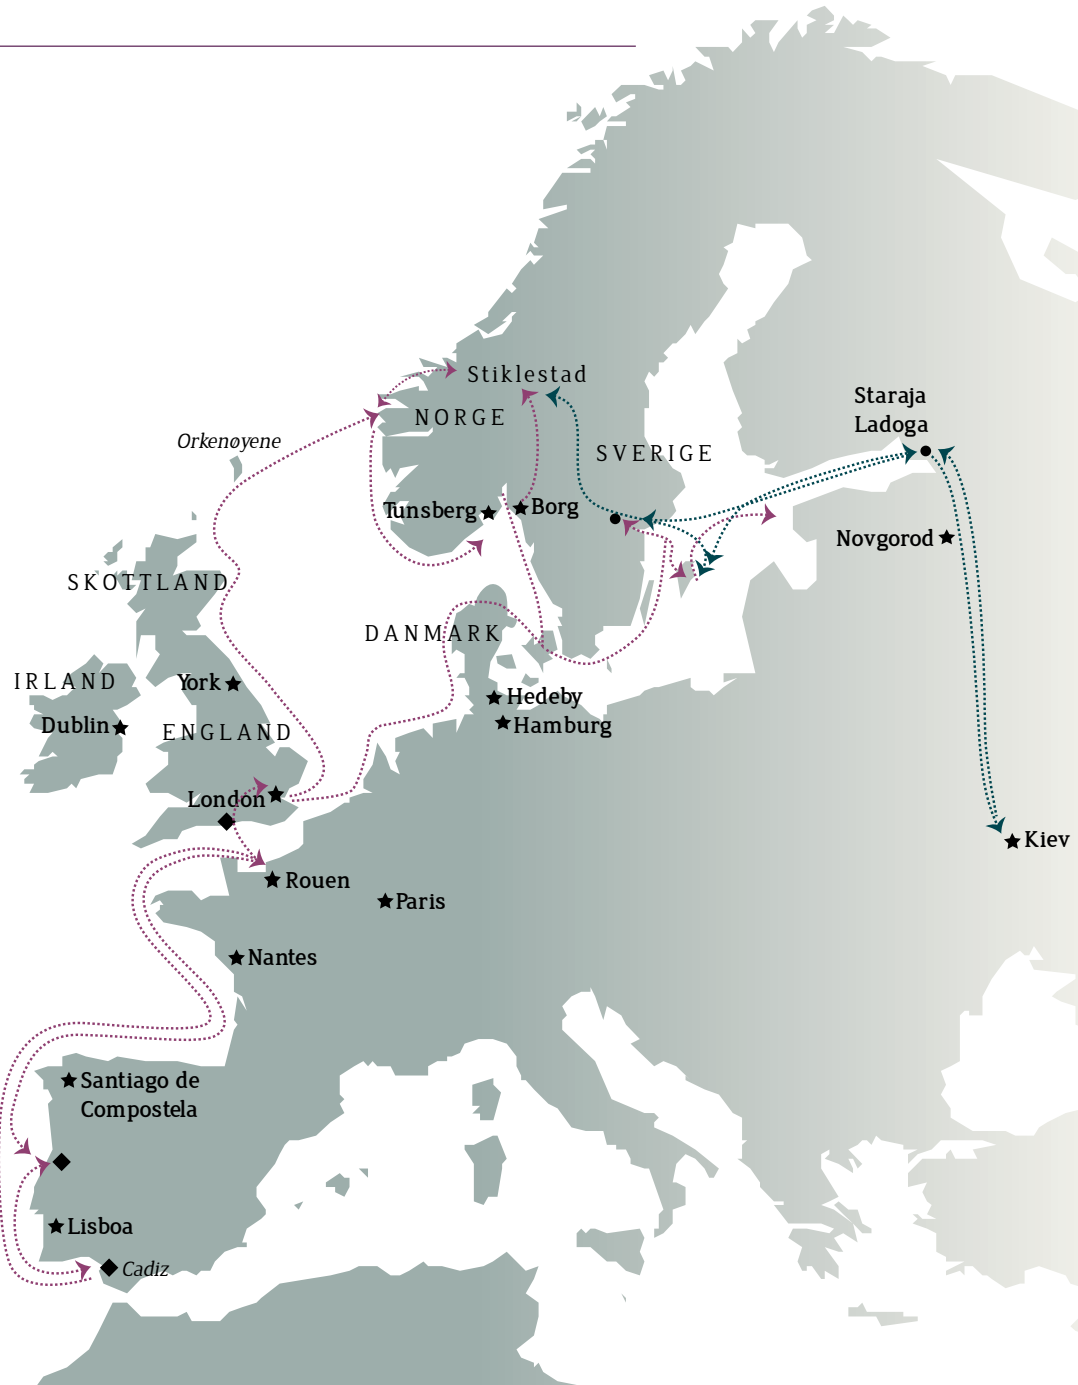 Stiklestad
Staraja
Ladoga
NORGE
Orkenøyene
SVERIGE
Tunsberg
Borg
Novgorod
SKOTTLAND
DANMARK
IRLAND
York
Hedeby
Dublin
ENGLAND
Hamburg
London
Kiev
Rouen
Paris
Nantes
Santiago de
Compostela
Lisboa
Cadiz